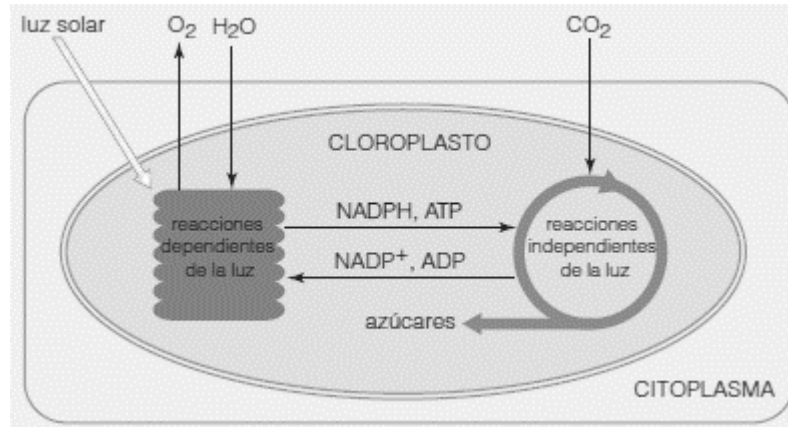 luz solar
O2 H2O
CO2
CLOROPLASTO
reacciones
dependientes
de la luz
NADPH, ATP
NADP+, ADP
reacciones
independientes
de la luz
azúcares
CITOPLASMA